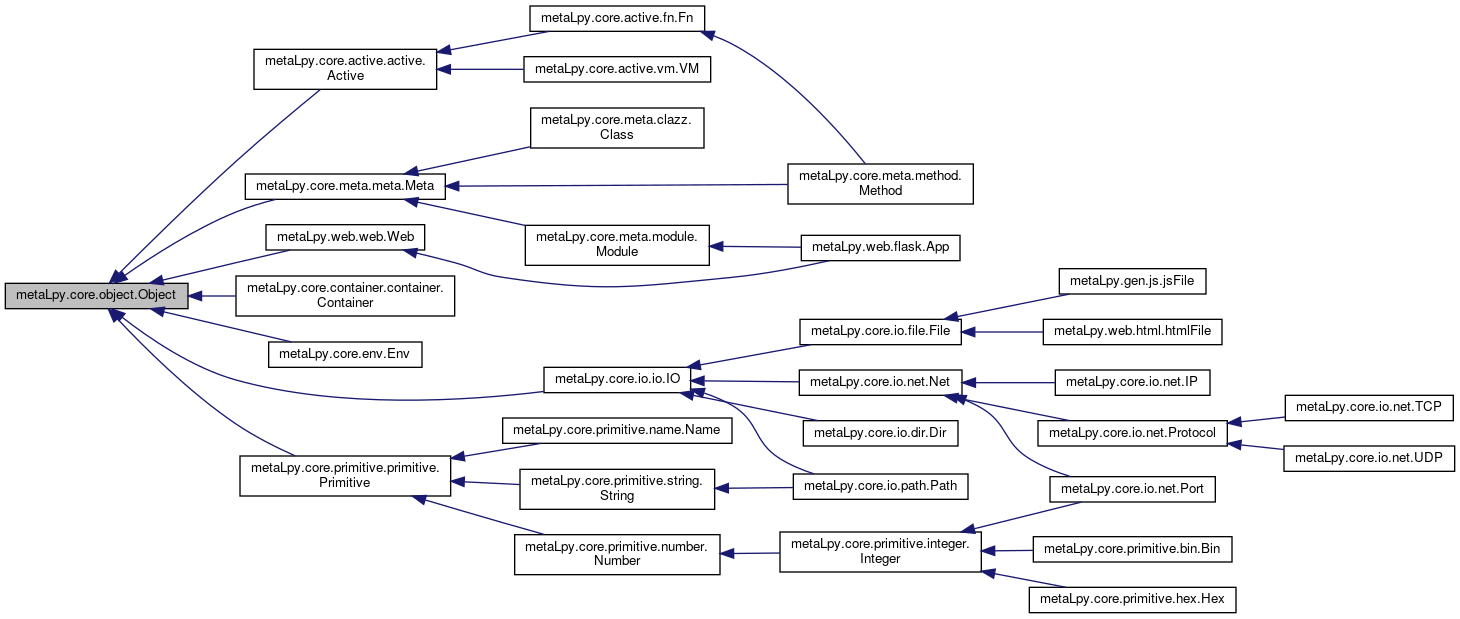 metaLpy.core.active.fn.Fn
metaLpy.core.active.active.
Active
metaLpy.core.active.vm.VM
metaLpy.core.meta.clazz.
Class
metaLpy.core.meta.method.
Method
metaLpy.core.meta.meta.Meta
metaLpy.web.web.Web
metaLpy.core.meta.module.
Module
metaLpy.web.flask.App
metaLpy.core.object.Object
metaLpy.core.container.container.
Container
metaLpy.gen.js.jsFile
metaLpy.core.io.file.File
metaLpy.web.html.htmlFile
metaLpy.core.env.Env
metaLpy.core.io.io.IO
metaLpy.core.io.net.Net
metaLpy.core.io.net.IP
metaLpy.core.io.net.TCP
metaLpy.core.primitive.name.Name
metaLpy.core.io.dir.Dir
metaLpy.core.io.net.Protocol
metaLpy.core.io.net.UDP
metaLpy.core.primitive.primitive.
Primitive
metaLpy.core.primitive.string.
String
metaLpy.core.io.path.Path
metaLpy.core.io.net.Port
metaLpy.core.primitive.number.
Number
metaLpy.core.primitive.integer.
Integer
metaLpy.core.primitive.bin.Bin
metaLpy.core.primitive.hex.Hex